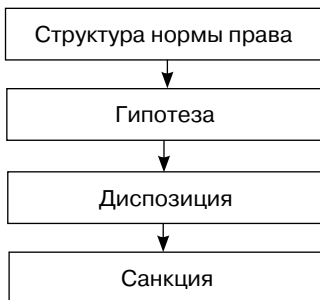 Структура нормы права
Гипотеза
Диспозиция
Санкция